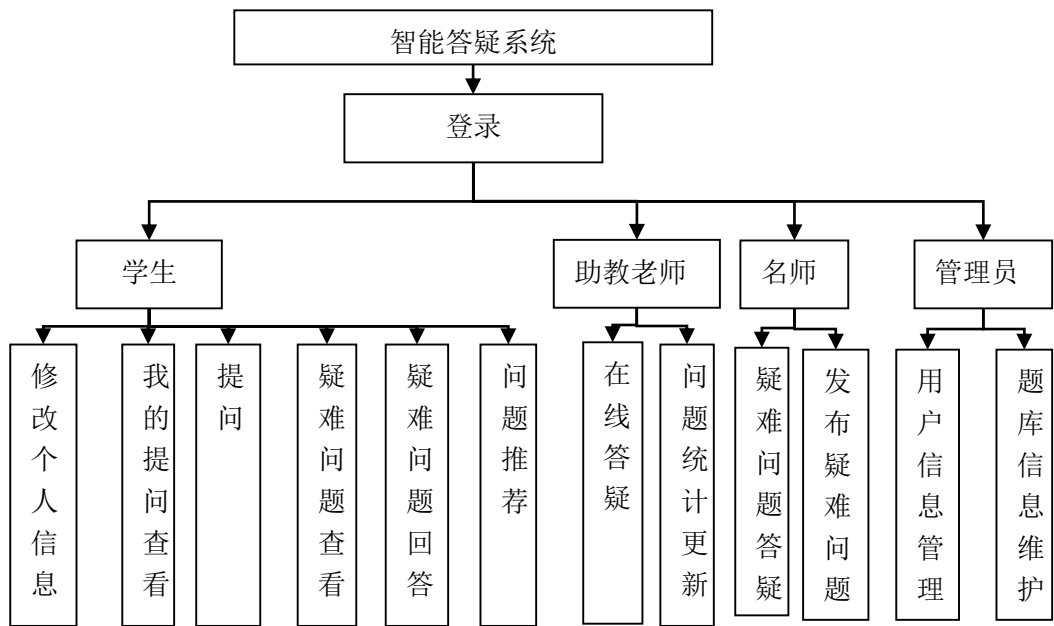 智能答疑系统
登录
学生
助教老师
名师
管理员
修改个人信息
我的提问查看
提问
疑难问题查看
疑难问题回答
问题推荐
在线答疑
问题统计更新
疑难问题答疑
发布疑难问题
用户信息管理
题库信息维护